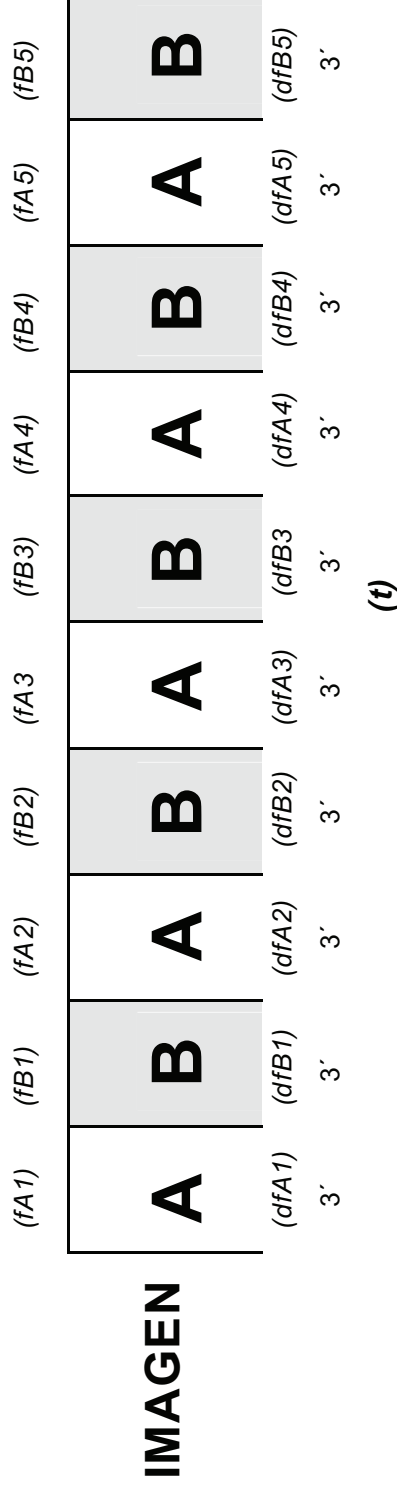 (fA1) (fB1) (fA2) (fB2) (fA3 (fB3) (fA4) (fB4) (fA5) (fB5)
IMAGEN A B A B A B A B A B
(dfA1) (dfB1) (dfA2) (dfB2) (dfA3) (dfB3 (dfA4) (dfB4) (dfA5) (dfB5)
3´ 3´ 3´ 3´ 3´ 3´ 3´ 3´ 3´ 3´
(t)